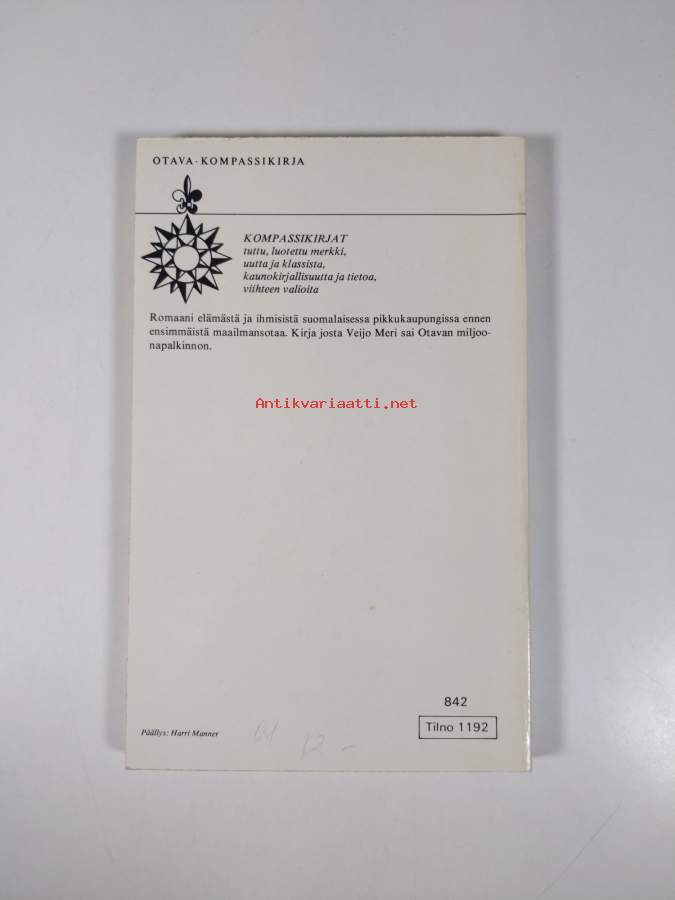 OTAVA-KOMPASSIKIRJA
KOMPASSIKIRJAT
tuttu, luotettu merkki,
uutta ja klassista,
kaunokirjallisuutta ja tietoa,
viihteen valioita
Romaani elämästä ja ihmisistä suomalaisessa pikkukaupungissa ennen
ensimmäistä maailmansotaa. Kirja josta Veijo Meri sai Otavan miljoo-
napalkinnon.
Antikvariaatti.net
842
Tilno 1192
Päällys: Harri Manner
12 -